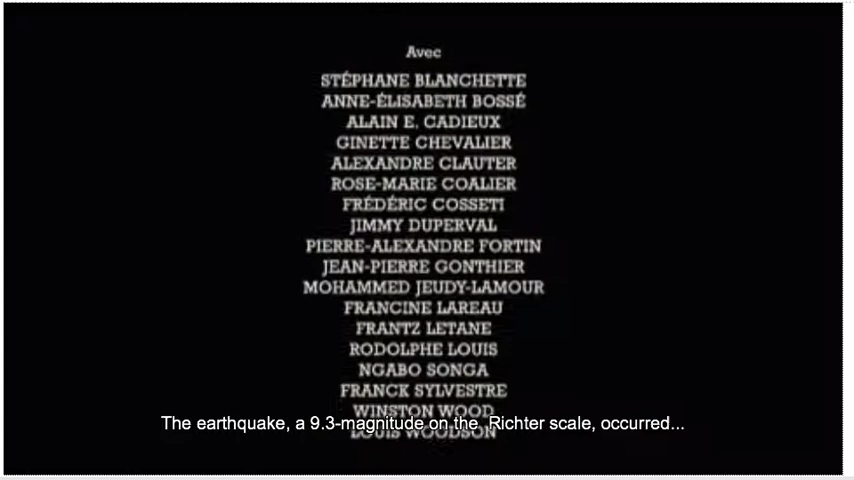 Avec
STÉPHANE BLANCHETTE
ANNE-ÉLISABETH BOSSÉ
ALAIN E. CADIEUX
GINETTE CHEVALIER
ALEXANDRE CLAUTER
ROSE-MARIE COALIER
FRÉDÉRIC COSSETI
JIMMY DUPERVAL
PIERRE-ALEXANDRE FORTIN
JEAN-PIERRE GONTHIER
MOHAMMED JEUDY-LAMOUR
FRANCINE LAREAU
FRANTZ LETANE
RODOLPHE LOUIS
NGABO SONGA
FRANCK SYLVESTRE
WINSTON WOOD
The earthquake, a 9.3-magnitude on the Richter scale, occurred...
LOUIS WOODSON